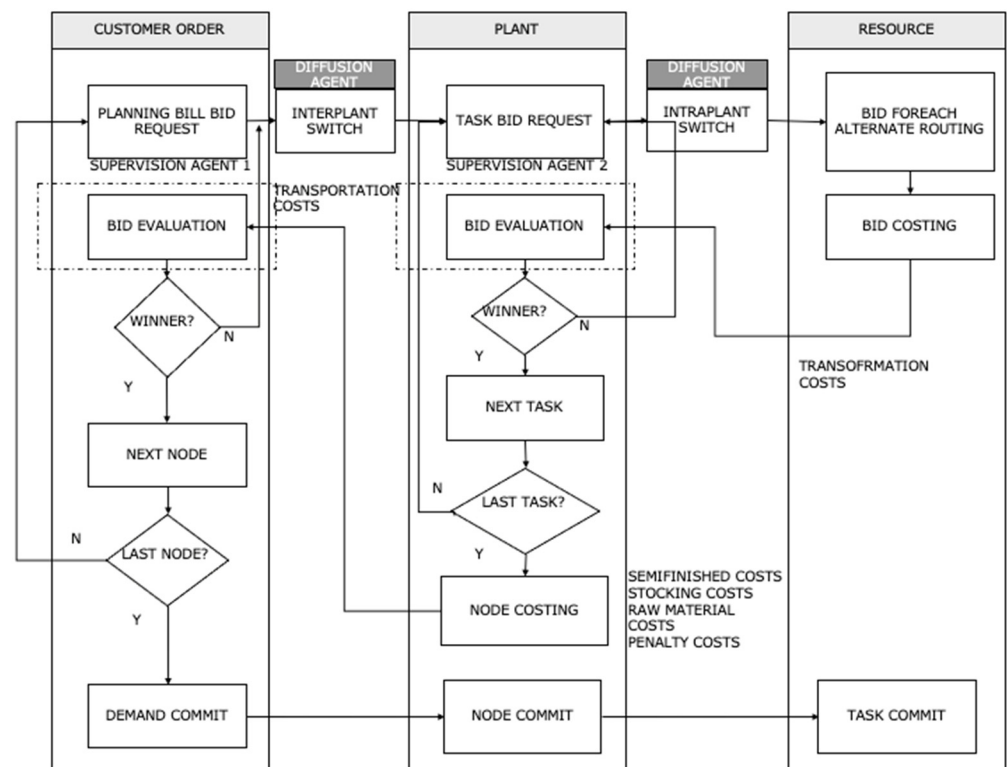 CUSTOMER ORDER
PLANT
RESOURCE
DIFFUSION
AGENT
DIFFUSION
AGENT
PLANNING BILL BID
REQUEST
INTERPLANT
SWITCH
TASK BID REQUEST
INTRAPLANT
SWITCH
BID FOREACH
ALTERNATE ROUTING
SUPERVISION AGENT 1
SUPERVISION AGENT 2
TRANSPORTATION
COSTS
BID EVALUATION
BID EVALUATION
BID COSTING
WINNER?
N
Y
WINNER?
N
Y
TRANSOFRMATION
COSTS
NEXT TASK
NEXT NODE
N
LAST TASK?
Y
N
LAST NODE?
Y
NODE COSTING
SEMIFINISHED COSTS
STOCKING COSTS
RAW MATERIAL
COSTS
PENALTY COSTS
DEMAND COMMIT
NODE COMMIT
TASK COMMIT